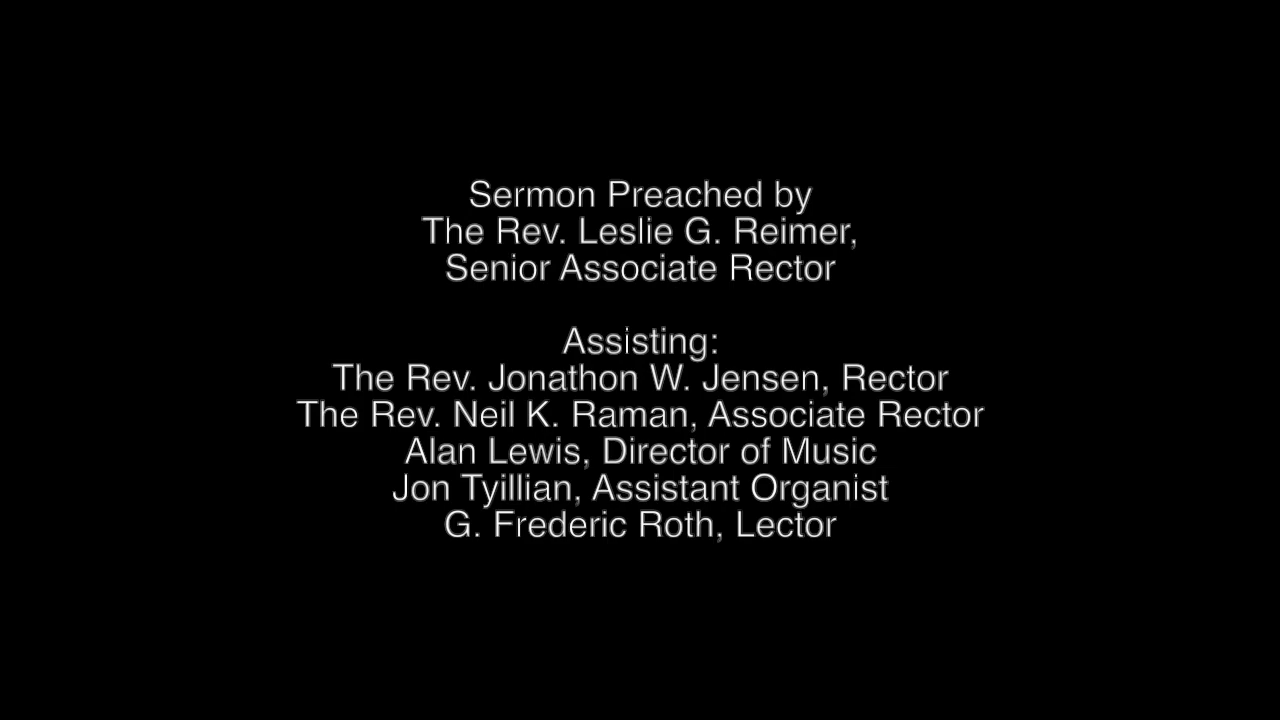 Sermon Preached by
The Rev. Leslie G. Reimer,
Senior Associate Rector
Assisting:
The Rev. Jonathon W. Jensen, Rector
The Rev. Neil K. Raman, Associate Rector
Alan Lewis, Director of Music
Jon Tyillian, Assistant Organist
G. Frederic Roth, Lector